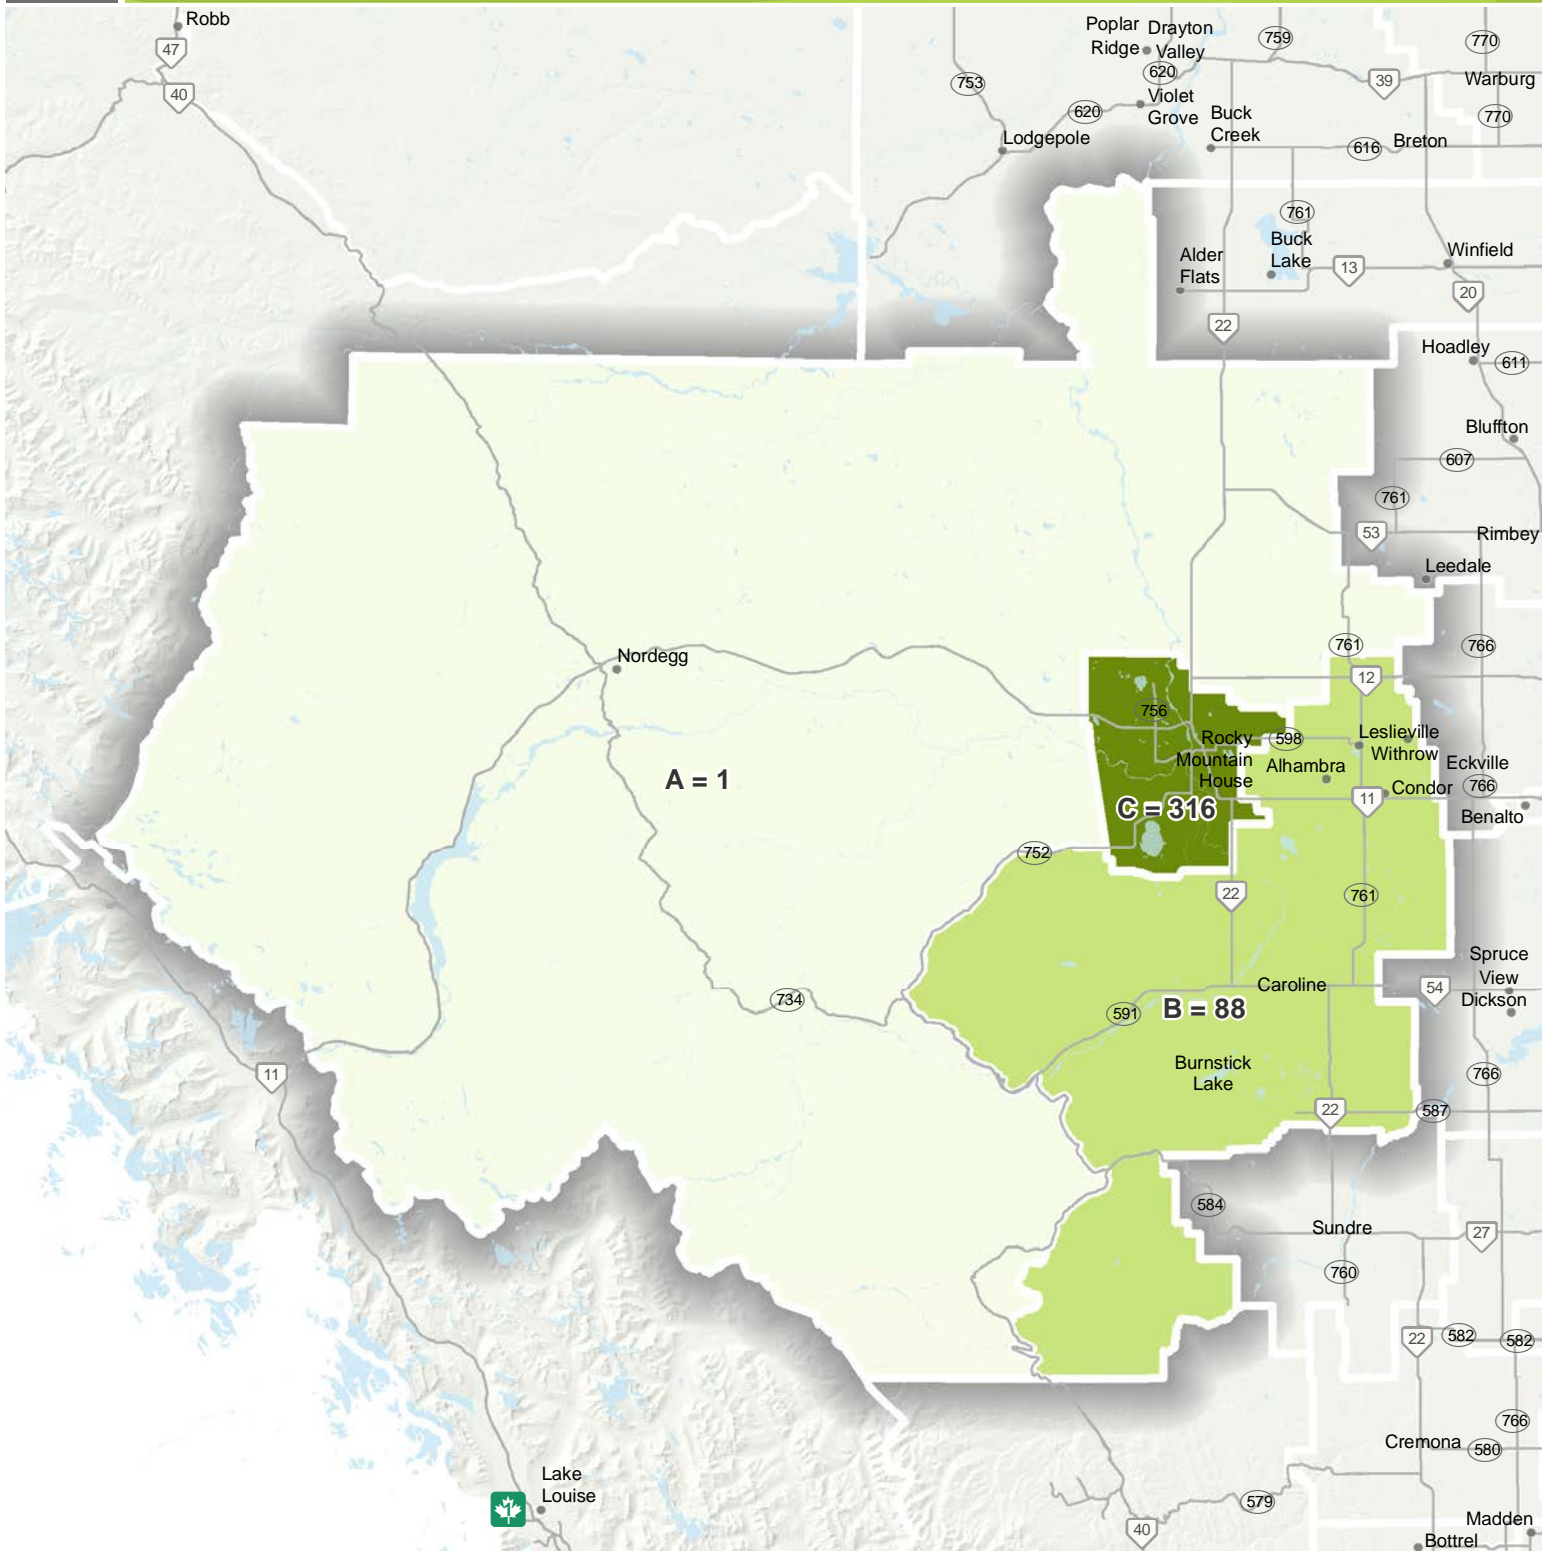 Robb
47
40
Poplar
Ridge
Drayton
Valley
759
770
753
620
39
Warburg
620
Violet
Grove
Buck
Creek
770
Lodgepole
616
Breton
761
Buck
Lake
Alder
Flats
13
Winfield
20
22
Hoadley
611
Bluffton
607
761
53
Rimbey
Leedale
761
766
Nordegg
12
756
Rocky
Mountain
House
598
Leslieville
Withrow
A = 1
Alhambra
Eckville
766
Condor
11
C = 316
Benalto
752
22
761
Spruce
View
Dickson
Caroline
54
734
591
B = 88
Burnstick
Lake
11
766
22
587
584
Sundre
27
760
22
582
582
766
Cremona
580
Lake
Louise
1
579
40
Madden
Bottrel